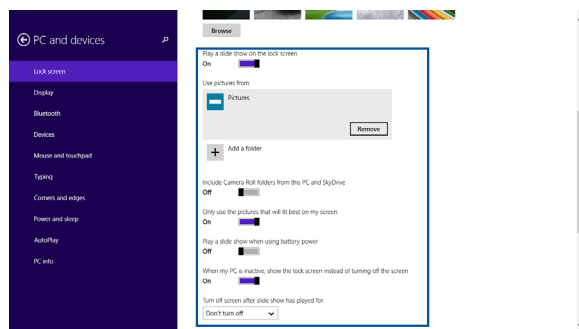 PC and devices
Lock screen
Display
Bluetooth
Devices
Mouse and touchpad
Typing
Corners and edges
Power and sleep
AutoPlay
PC info
Browse
Play a slide show on the lock screen
On
Use pictures from
Pictures
Remove
Add a folder
Include Camera Roll folders from this PC and SkyDrive
Off
Only use the pictures that will fit best on my screen
On
Play a slide show when using battery power
Off
When my PC is inactive, show the lock screen instead of turning off the screen
On
Turn off screen after slide show has played for
Don't turn off